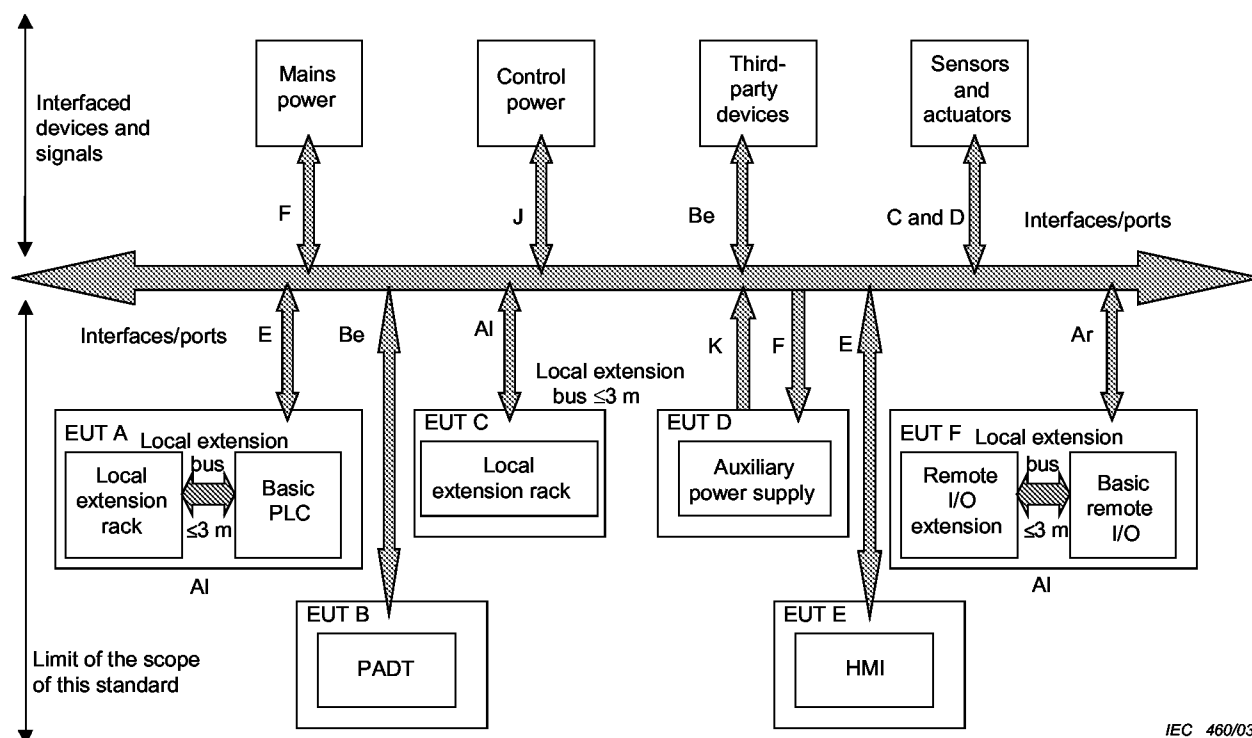 Mains
power
Control
power
Third-
party
devices
Sensors
and
actuators
Interfaced
devices and
signals
F
J
Be
C and D
Interfaces/ports
Interfaces/ports
E
Be
Al
K
F
E
Ar
Local extension
bus ≤3 m
EUT A
Local extension
bus
Local
extension
rack
≤3 m
Basic
PLC
Al
EUT C
Local
extension rack
EUT D
Auxiliary
power supply
EUT F
Local extension
bus
Remote
I/O
extension
≤3 m
Basic
remote
I/O
Al
EUT B
PADT
EUT E
HMI
Limit of the scope
of this standard
IEC 460/03